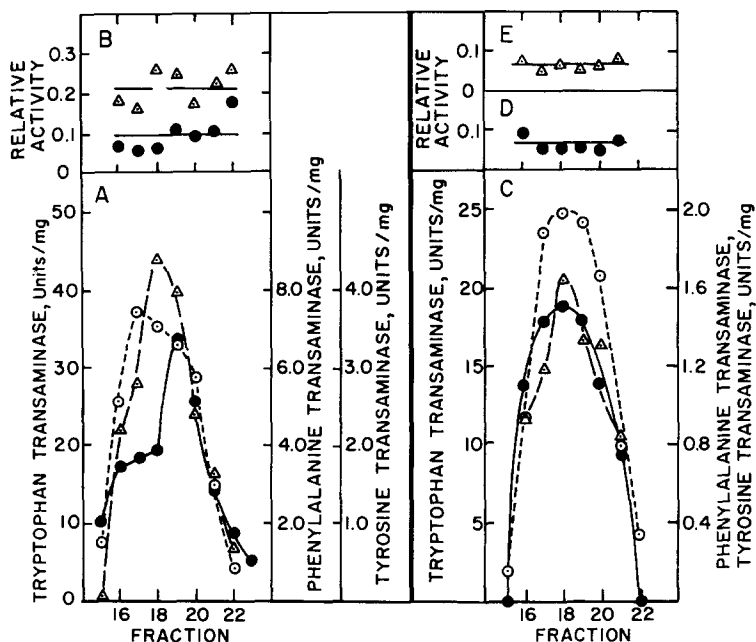 B
RELATIVE
ACTIVITY
0.3
0.2
0.1
0
A
TRYPTOPHAN TRANSAMINASE, Units/mg
50
40
30
20
10
0
16 18 20 22
FRACTION
PHENYLALANINE TRANSAMINASE, UNITS/mg
8.0
6.0
4.0
2.0
TYROSINE TRANSAMINASE, UNITS/mg
4.0
3.0
2.0
1.0
E
RELATIVE
ACTIVITY
0.1
0
D
0.1
C
TRYPTOPHAN TRANSAMINASE, UNITS/mg
25
20
15
10
5
16 18 20 22
FRACTION
2.0
1.6
1.2
0.8
0.4
PHENYLALANINE TRANSAMINASE, UNITS/mg
TYROSINE TRANSAMINASE, UNITS/mg